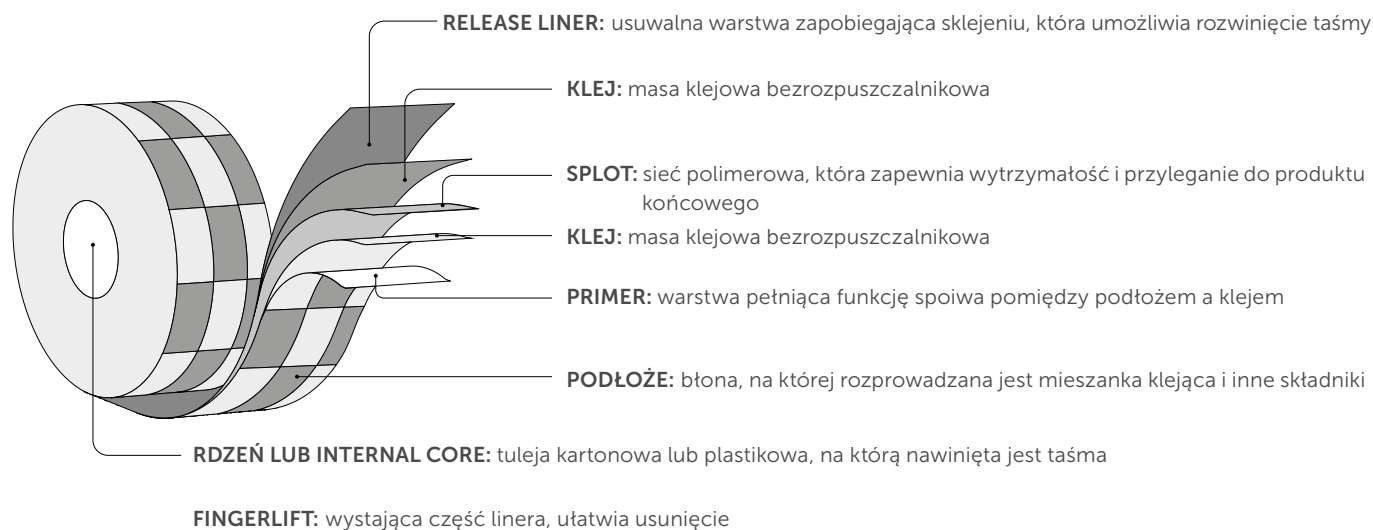 RELEASE LINER: usuwalna warstwa zapobiegająca sklejeniu, która umożliwia rozwinięcie taśmy
KLEJ: masa klejowa bezrozpuszczalnikowa
SPLOT: sieć polimerowa, która zapewnia wytrzymałość i przyleganie do produktu
końcowego
KLEJ: masa klejowa bezrozpuszczalnikowa
PRIMER: warstwa pełniąca funkcję spoiwa pomiędzy podłożem a klejem
PODŁOŻE: błona, na której rozprowadzana jest mieszanka klejąca i inne składniki
RDZEŃ LUB INTERNAL CORE: tuleja kartonowa lub plastikowa, na którą nawinięta jest taśma
FINGERLIFT: wystająca część linera, ułatwia usunięcie